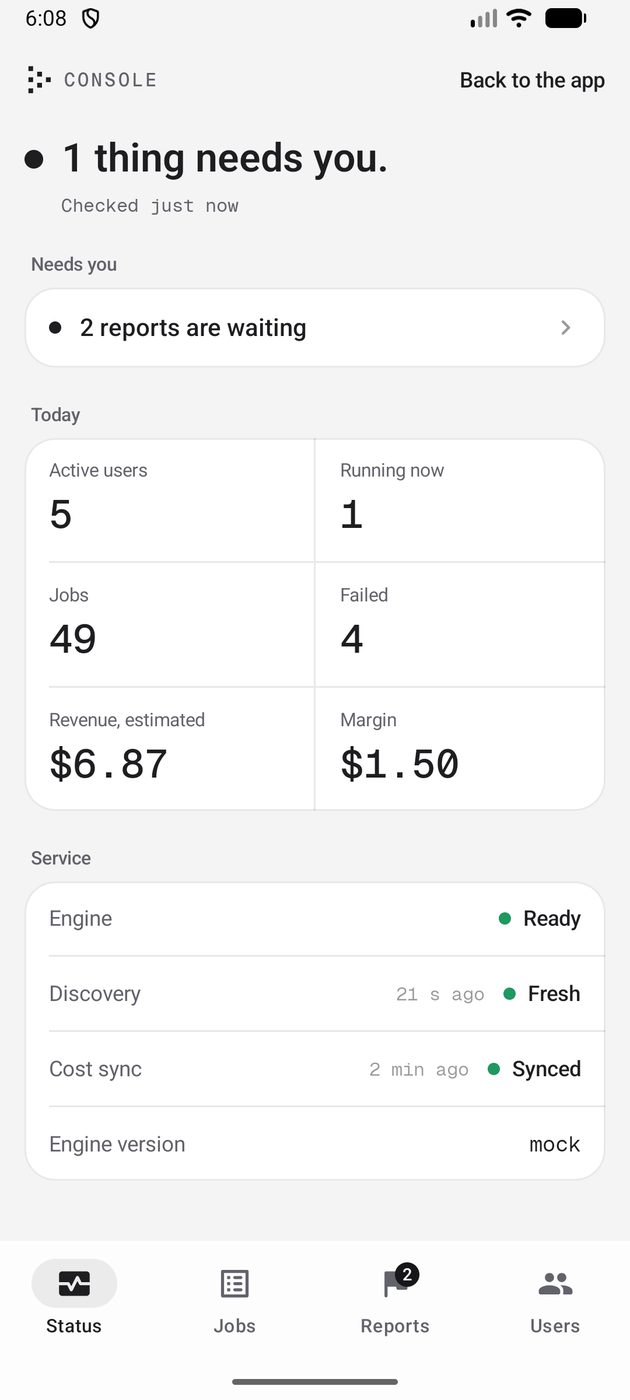 6:08
CONSOLE
Back to the app
1 thing needs you.
Checked just now
Needs you
2 reports are waiting
Today
Active users
Running now
5
1
Jobs
Failed
49
4
Revenue, estimated
Margin
$6.87
$1.50
Service
Engine
Ready
Discovery
21 s ago
Fresh
Cost sync
2 min ago
Synced
Engine version
mock
2
Status
Jobs
Reports
Users